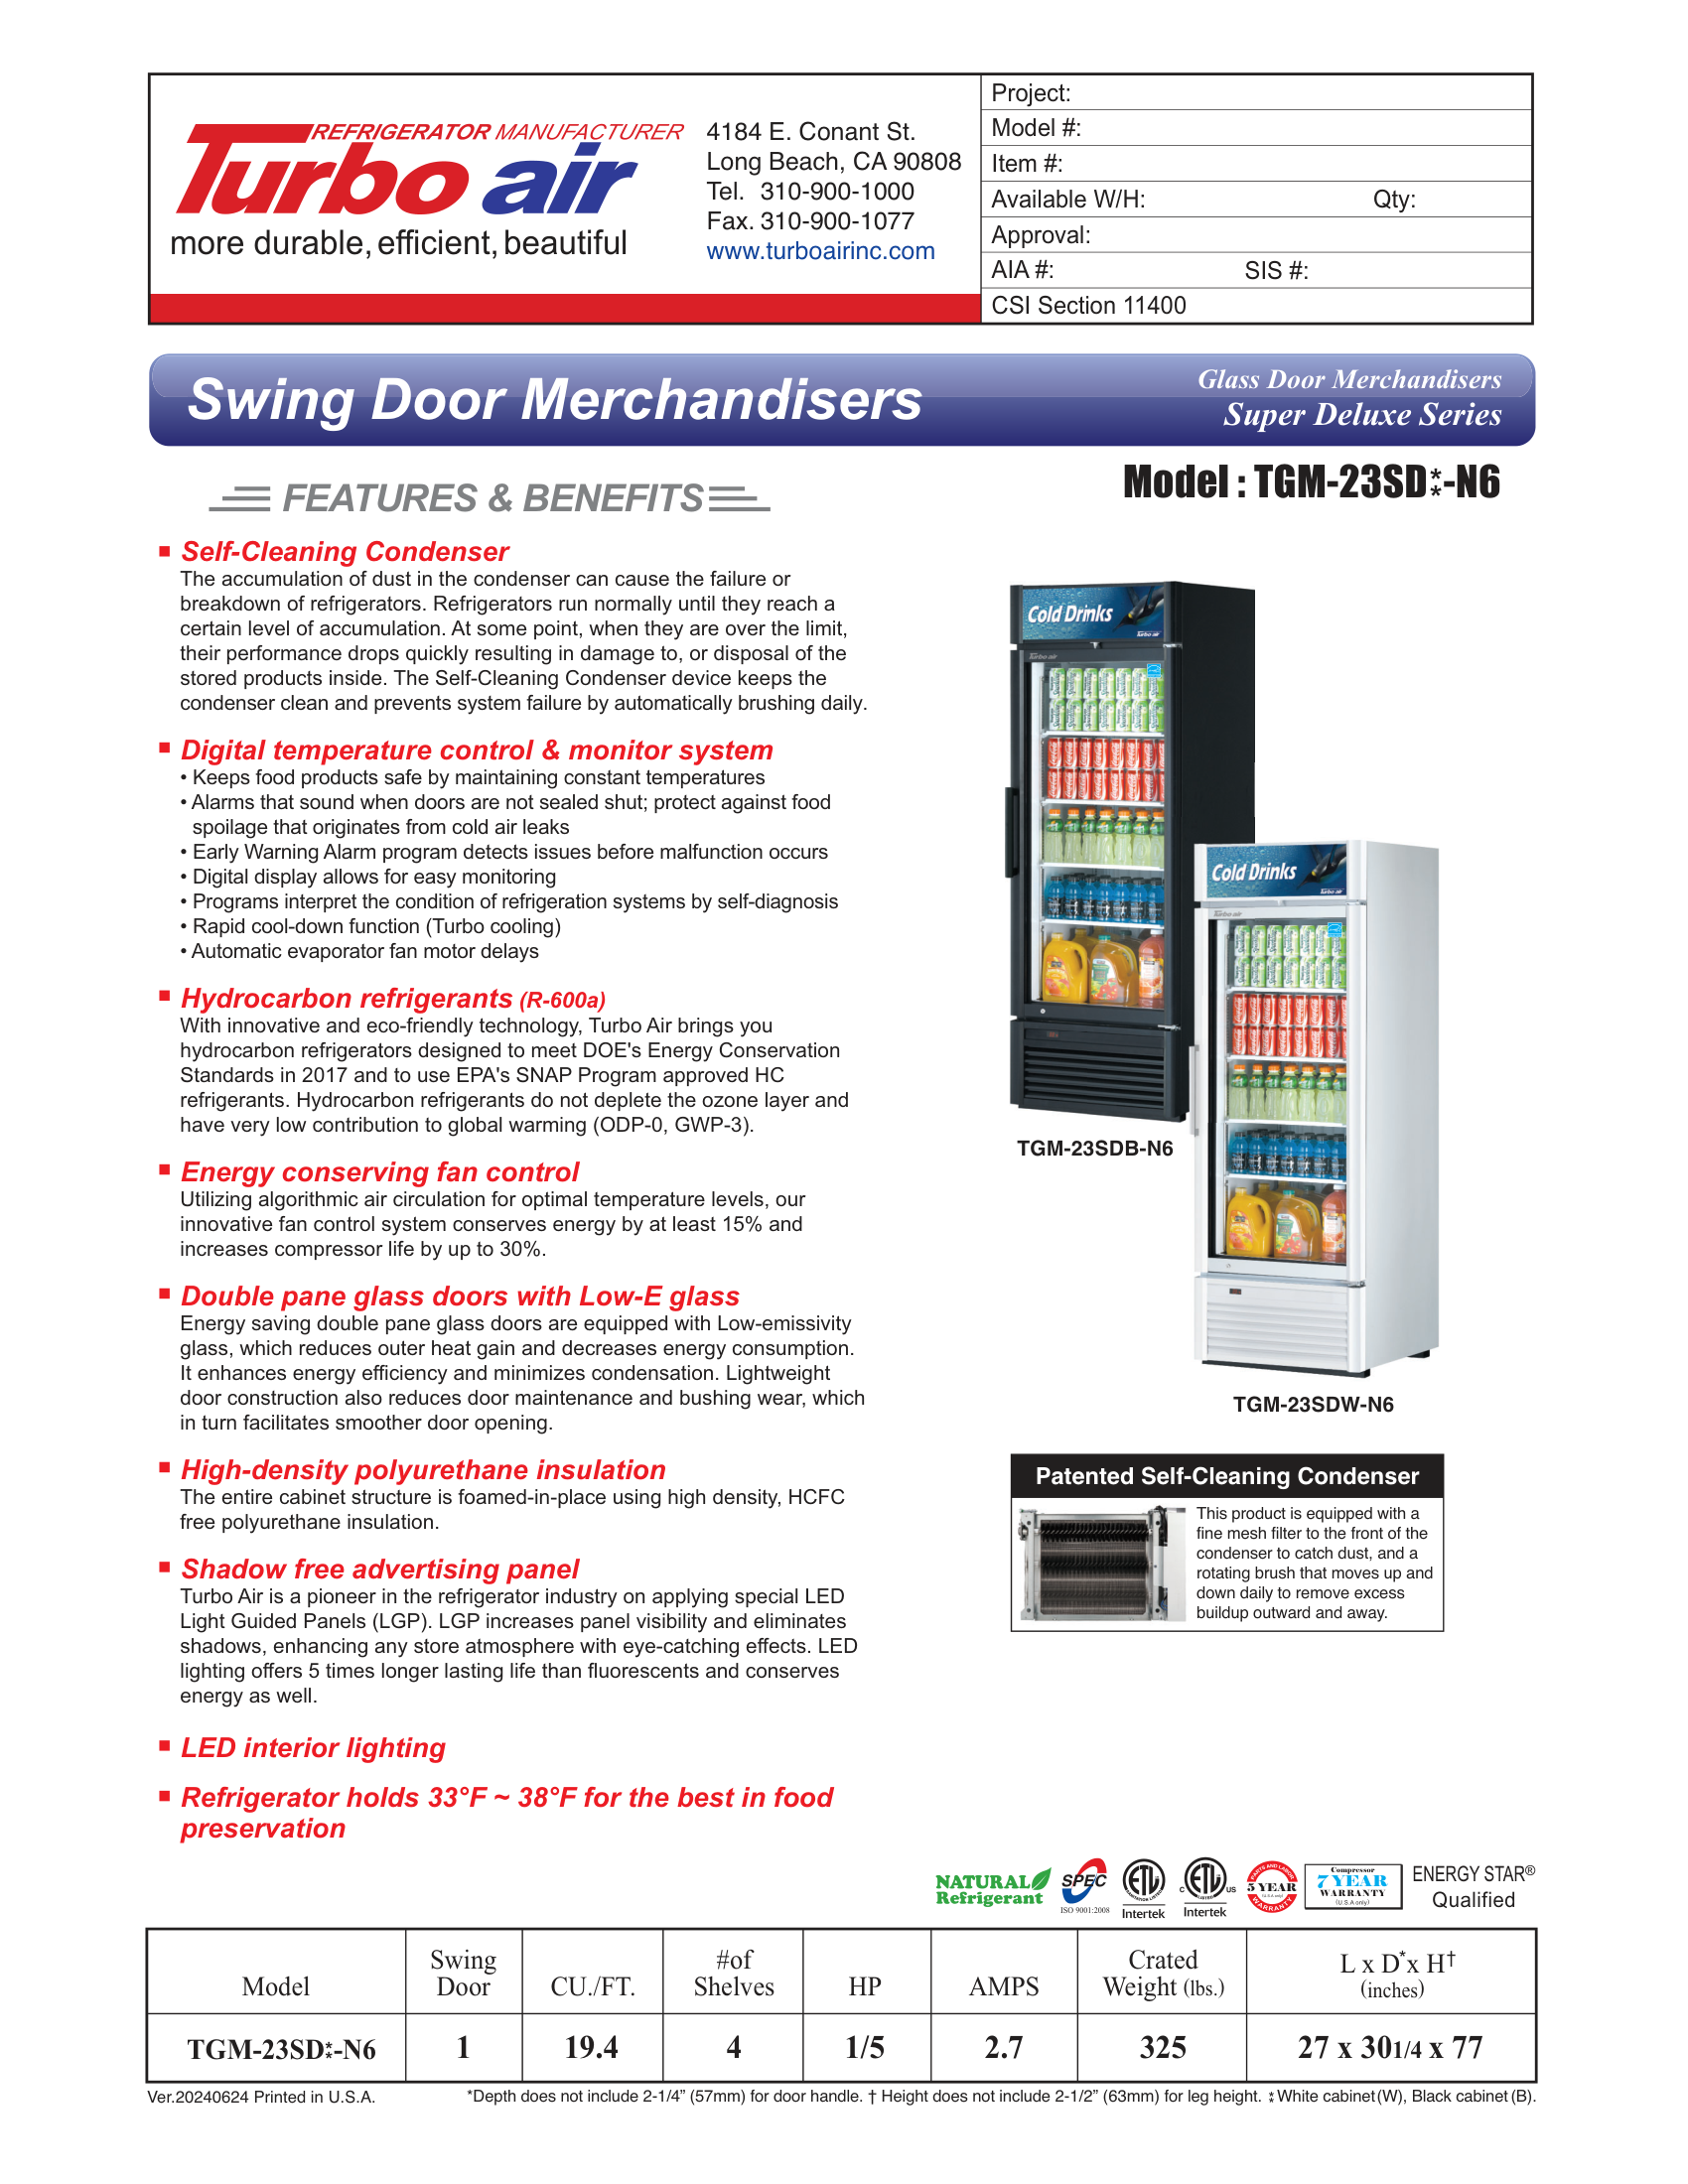 REFRIGERATOR MANUFACTURER
Turbo air
more durable, efficient, beautiful
4184 E. Conant St.
Long Beach, CA 90808
Tel. 310-900-1000
Fax. 310-900-1077
www.turboairinc.com
Project:
Model #:
Item #:
Available W/H: Qty:
Approval:
AIA #: SIS #:
CSI Section 11400
Swing Door Merchandisers
Glass Door Merchandisers
Super Deluxe Series
FEATURES & BENEFITS
Model : TGM-23SD⁑-N6
Self-Cleaning Condenser
The accumulation of dust in the condenser can cause the failure or
breakdown of refrigerators. Refrigerators run normally until they reach a
certain level of accumulation. At some point, when they are over the limit,
their performance drops quickly resulting in damage to, or disposal of the
stored products inside. The Self-Cleaning Condenser device keeps the
condenser clean and prevents system failure by automatically brushing daily.
Digital temperature control & monitor system
• Keeps food products safe by maintaining constant temperatures
• Alarms that sound when doors are not sealed shut; protect against food
spoilage that originates from cold air leaks
• Early Warning Alarm program detects issues before malfunction occurs
• Digital display allows for easy monitoring
• Programs interpret the condition of refrigeration systems by self-diagnosis
• Rapid cool-down function (Turbo cooling)
• Automatic evaporator fan motor delays
Hydrocarbon refrigerants (R-600a)
With innovative and eco-friendly technology, Turbo Air brings you
hydrocarbon refrigerators designed to meet DOE's Energy Conservation
Standards in 2017 and to use EPA's SNAP Program approved HC
refrigerants. Hydrocarbon refrigerants do not deplete the ozone layer and
have very low contribution to global warming (ODP-0, GWP-3).
Energy conserving fan control
Utilizing algorithmic air circulation for optimal temperature levels, our
innovative fan control system conserves energy by at least 15% and
increases compressor life by up to 30%.
Double pane glass doors with Low-E glass
Energy saving double pane glass doors are equipped with Low-emissivity
glass, which reduces outer heat gain and decreases energy consumption.
It enhances energy efficiency and minimizes condensation. Lightweight
door construction also reduces door maintenance and bushing wear, which
in turn facilitates smoother door opening.
High-density polyurethane insulation
The entire cabinet structure is foamed-in-place using high density, HCFC
free polyurethane insulation.
Shadow free advertising panel
Turbo Air is a pioneer in the refrigerator industry on applying special LED
Light Guided Panels (LGP). LGP increases panel visibility and eliminates
shadows, enhancing any store atmosphere with eye-catching effects. LED
lighting offers 5 times longer lasting life than fluorescents and conserves
energy as well.
LED interior lighting
Refrigerator holds 33°F ~ 38°F for the best in food
preservation
Cold Drinks
Turbo air
Turbo air
TGM-23SDB-N6
Cold Drinks
Turbo air
Turbo air
TGM-23SDW-N6
Patented Self-Cleaning Condenser
This product is equipped with a
fine mesh filter to the front of the
condenser to catch dust, and a
rotating brush that moves up and
down daily to remove excess
buildup outward and away.
NATURAL
Refrigerant
SPEC
ISO 9001:2008
ETL
Intertek
C ETL US
Intertek
PARTS AND LABOR
5 YEAR
(U.S.A only)
WARRANTY
Compressor
7 YEAR
WARRANTY
(U.S.A only)
ENERGY STAR®
Qualified
Model Swing Door CU./FT. #of Shelves HP AMPS Crated Weight (lbs.) L x D* x H† (inches)
TGM-23SD⁑-N6 1 19.4 4 1/5 2.7 325 27 x 301/4 x 77
Ver.20240624 Printed in U.S.A. *Depth does not include 2-1/4” (57mm) for door handle. † Height does not include 2-1/2” (63mm) for leg height. ⁑ White cabinet (W), Black cabinet (B).